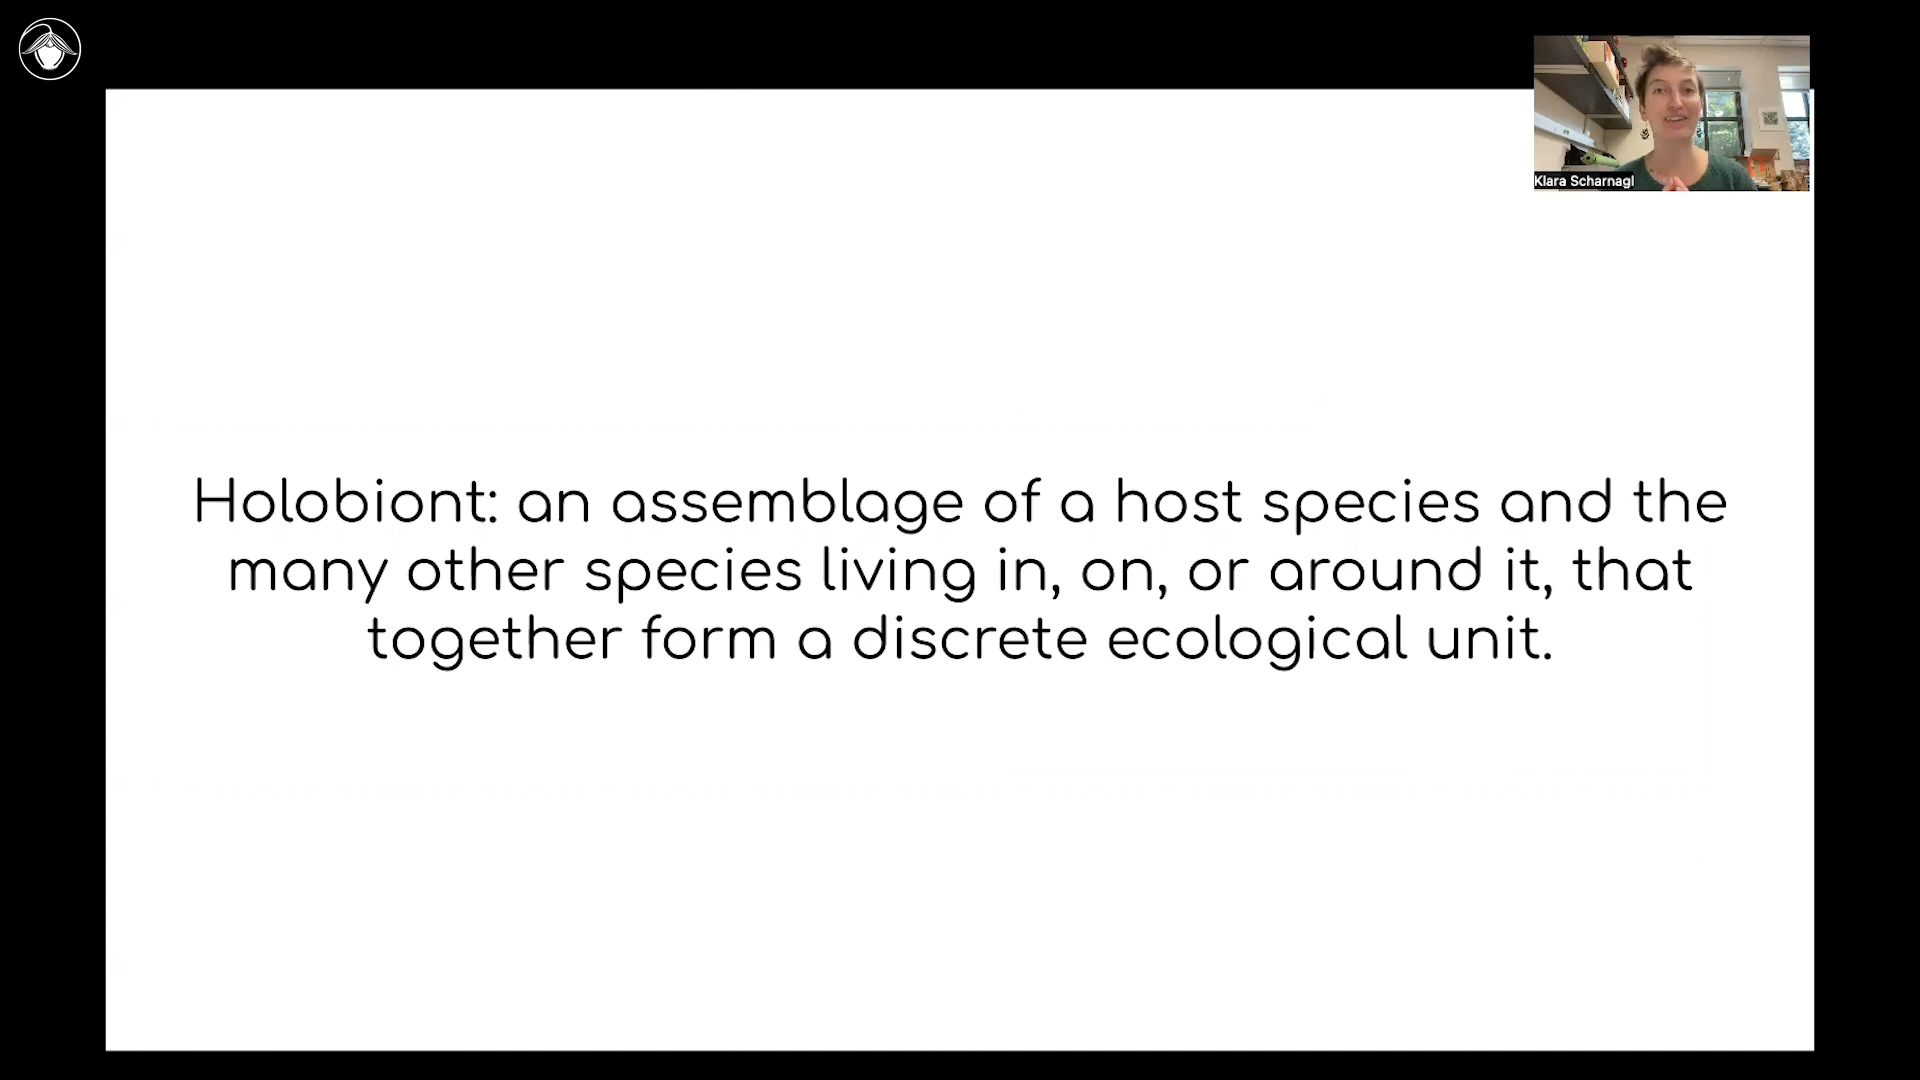 Klara Scharnagl
Holobiont: an assemblage of a host species and the
many other species living in, on, or around it, that
together form a discrete ecological unit.